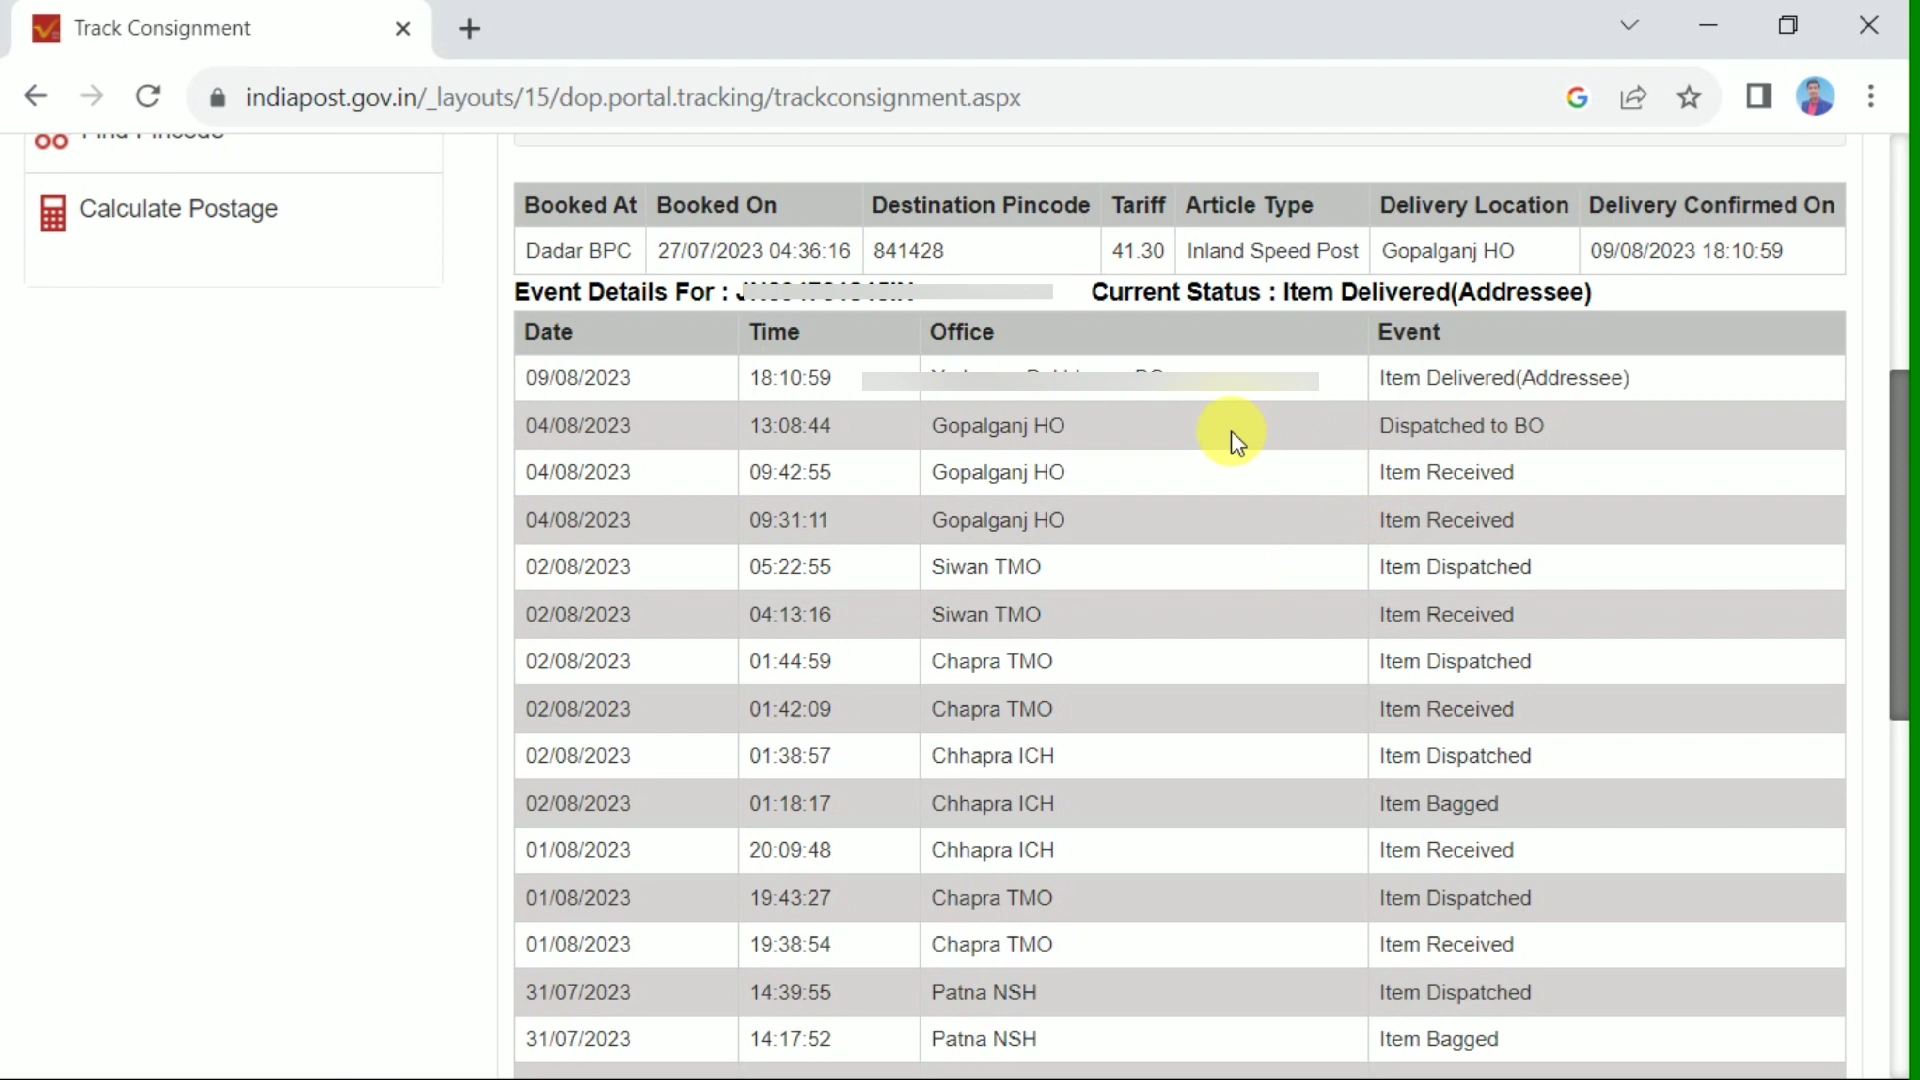 Track Consignment
indiapost.gov.in/_layouts/15/dop.portal.tracking/trackconsignment.aspx
Calculate Postage
Booked At Booked On Destination Pincode Tariff Article Type Delivery Location Delivery Confirmed On
Dadar BPC 27/07/2023 04:36:16 841428 41.30 Inland Speed Post Gopalganj HO 09/08/2023 18:10:59
Event Details For : Current Status : Item Delivered(Addressee)
Date Time Office Event
09/08/2023 18:10:59 Item Delivered(Addressee)
04/08/2023 13:08:44 Gopalganj HO Dispatched to BO
04/08/2023 09:42:55 Gopalganj HO Item Received
04/08/2023 09:31:11 Gopalganj HO Item Received
02/08/2023 05:22:55 Siwan TMO Item Dispatched
02/08/2023 04:13:16 Siwan TMO Item Received
02/08/2023 01:44:59 Chapra TMO Item Dispatched
02/08/2023 01:42:09 Chapra TMO Item Received
02/08/2023 01:38:57 Chhapra ICH Item Dispatched
02/08/2023 01:18:17 Chhapra ICH Item Bagged
01/08/2023 20:09:48 Chhapra ICH Item Received
01/08/2023 19:43:27 Chapra TMO Item Dispatched
01/08/2023 19:38:54 Chapra TMO Item Received
31/07/2023 14:39:55 Patna NSH Item Dispatched
31/07/2023 14:17:52 Patna NSH Item Bagged